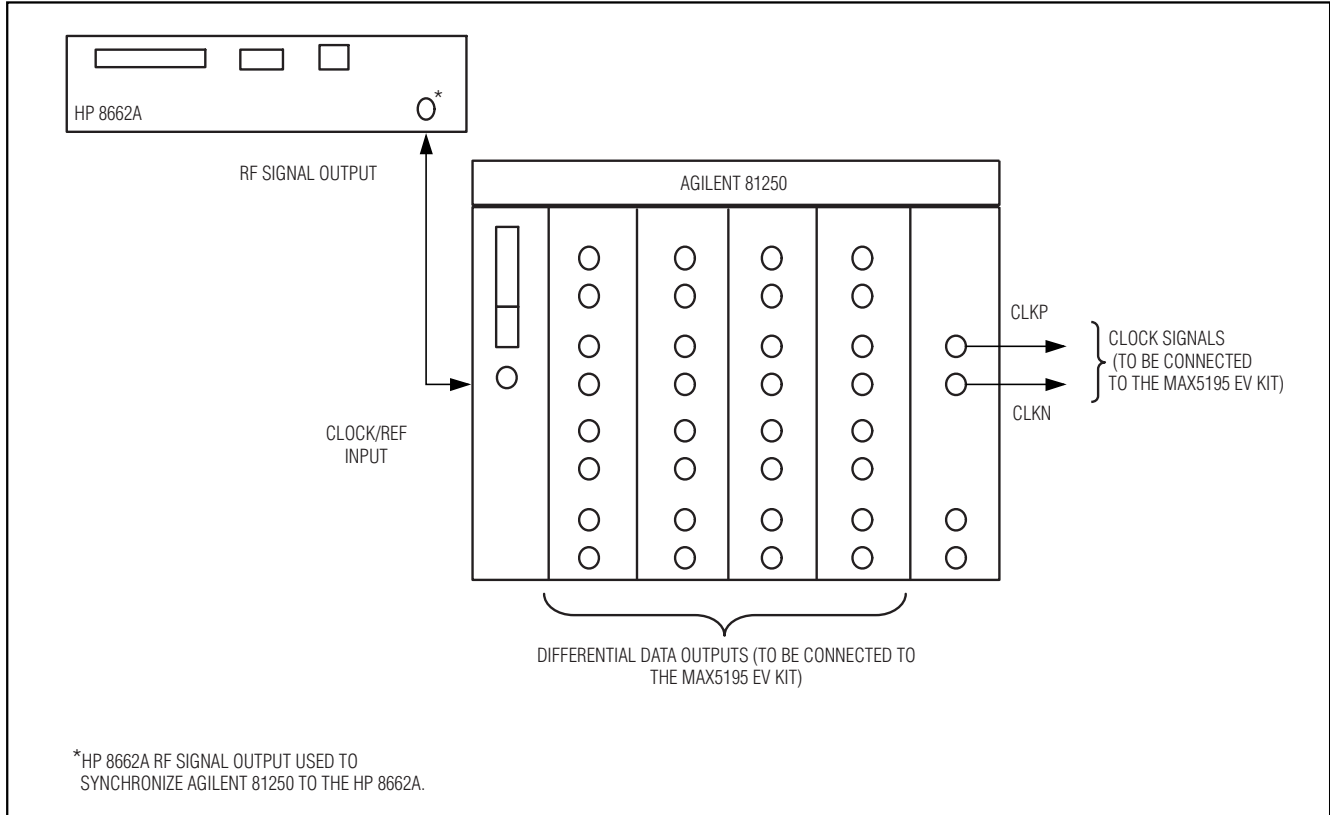 HP 8662A
*
RF SIGNAL OUTPUT
AGILENT 81250
CLOCK/REF
INPUT
CLKP
CLKN
CLOCK SIGNALS
(TO BE CONNECTED
TO THE MAX5195 EV KIT)
DIFFERENTIAL DATA OUTPUTS (TO BE CONNECTED TO
THE MAX5195 EV KIT)
*HP 8662A RF SIGNAL OUTPUT USED TO
SYNCHRONIZE AGILENT 81250 TO THE HP 8662A.